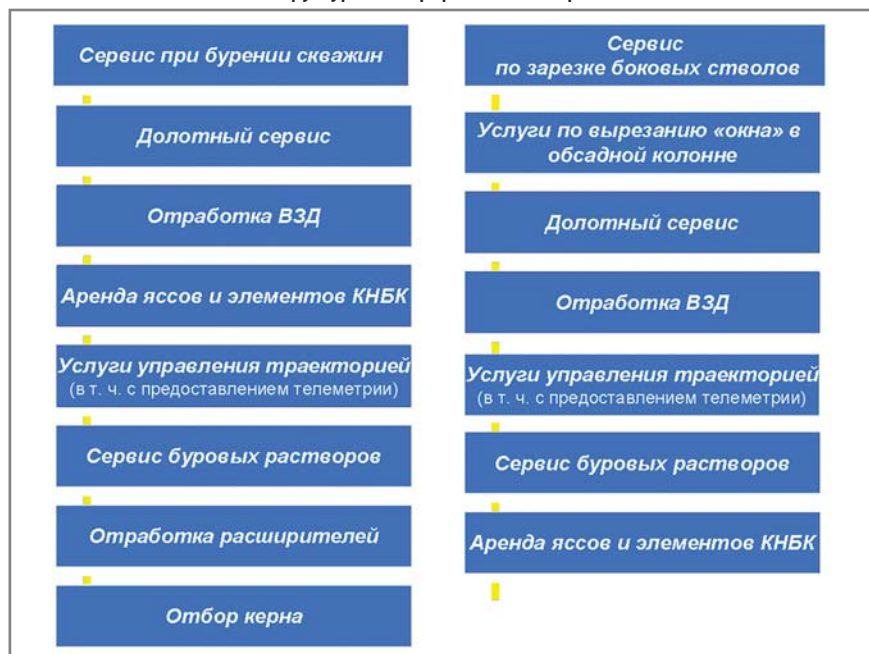 Сервис при бурении скважин
Долотный сервис
Отработка ВЗД
Аренда яссов и элементов КНБК
Услуги управления траекторией
(в т. ч. с предоставлением телеметрии)
Сервис буровых растворов
Отработка расширителей
Отбор керна
Сервис
по зарезке боковых стволов
Услуги по вырезанию «окна» в
обсадной колонне
Долотный сервис
Отработка ВЗД
Услуги управления траекторией
(в т. ч. с предоставлением телеметрии)
Сервис буровых растворов
Аренда яссов и элементов КНБК